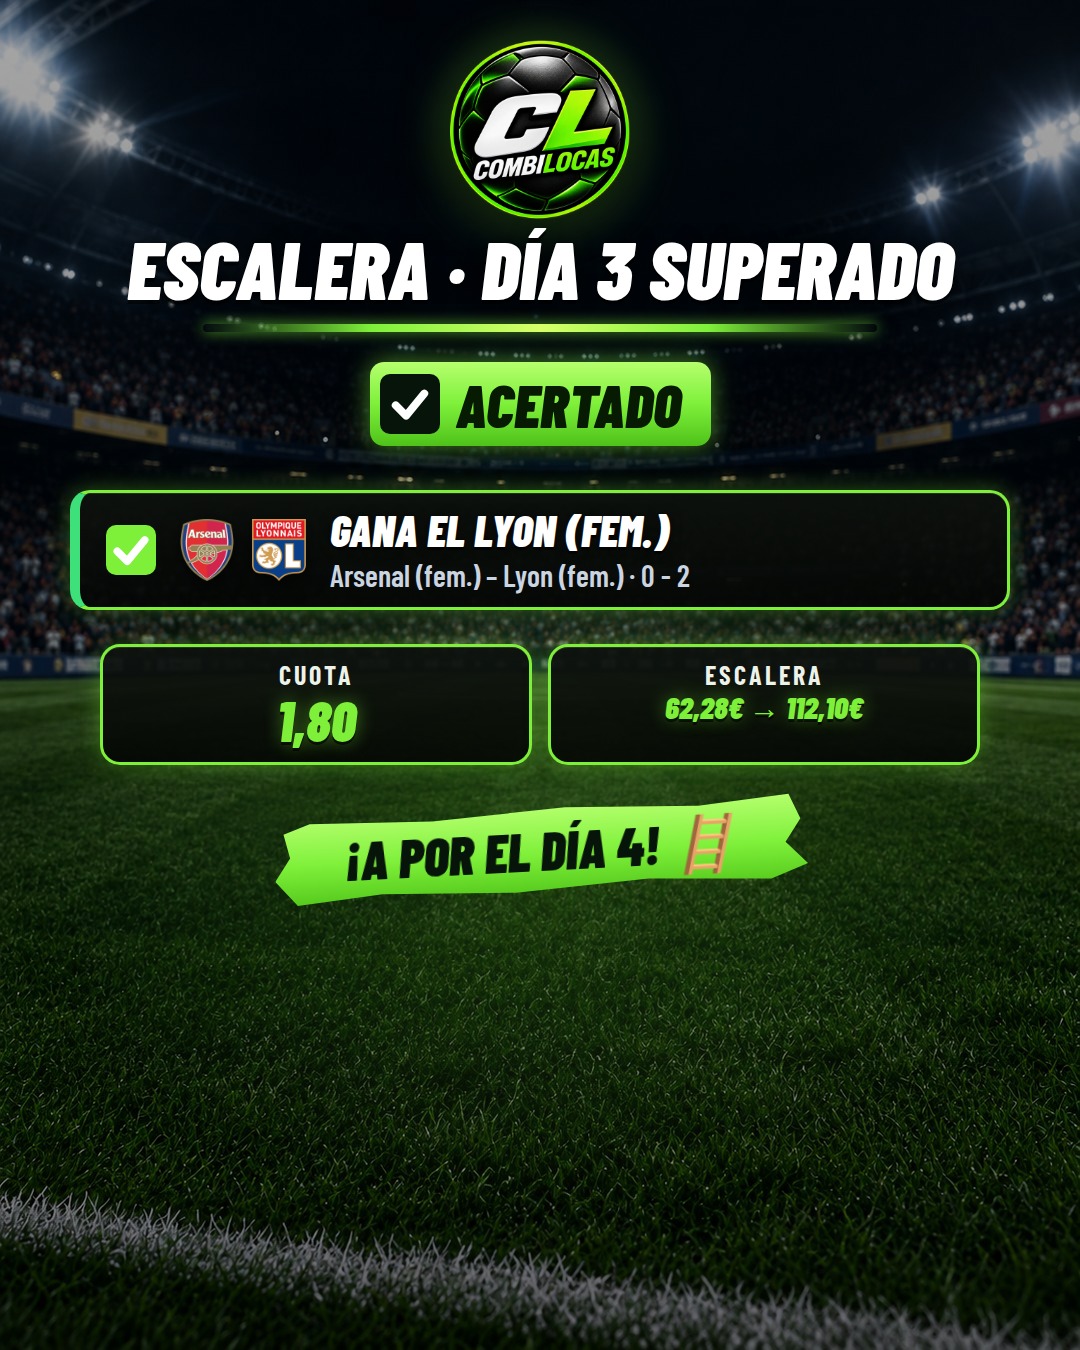 CL
COMBILOCAS
ESCALERA · DÍA 3 SUPERADO
ACERTADO
Arsenal
OLYMPIQUE
LYONNAIS
OL
GANA EL LYON (FEM.)
Arsenal (fem.) – Lyon (fem.) · 0 - 2
CUOTA
1,80
ESCALERA
62,28€ → 112,10€
¡A POR EL DÍA 4!